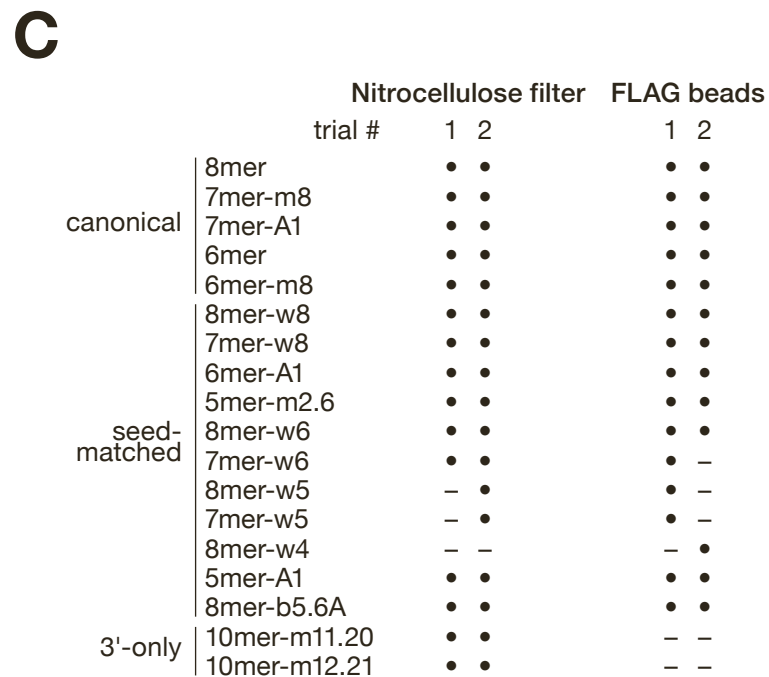 C
Nitrocellulose filter FLAG beads
trial # 1 2 1 2
8mer • • • •
7mer-m8 • • • •
canonical 7mer-A1 • • • •
6mer • • • •
6mer-m8 • • • •
8mer-w8 • • • •
7mer-w8 • • • •
6mer-A1 • • • •
5mer-m2.6 • • • •
seed- 8mer-w6 • • • •
matched 7mer-w6 • • • –
8mer-w5 – • • –
7mer-w5 – • • –
8mer-w4 – – – •
5mer-A1 • • • •
8mer-b5.6A • • • •
3'-only 10mer-m11.20 • • – –
10mer-m12.21 • • – –